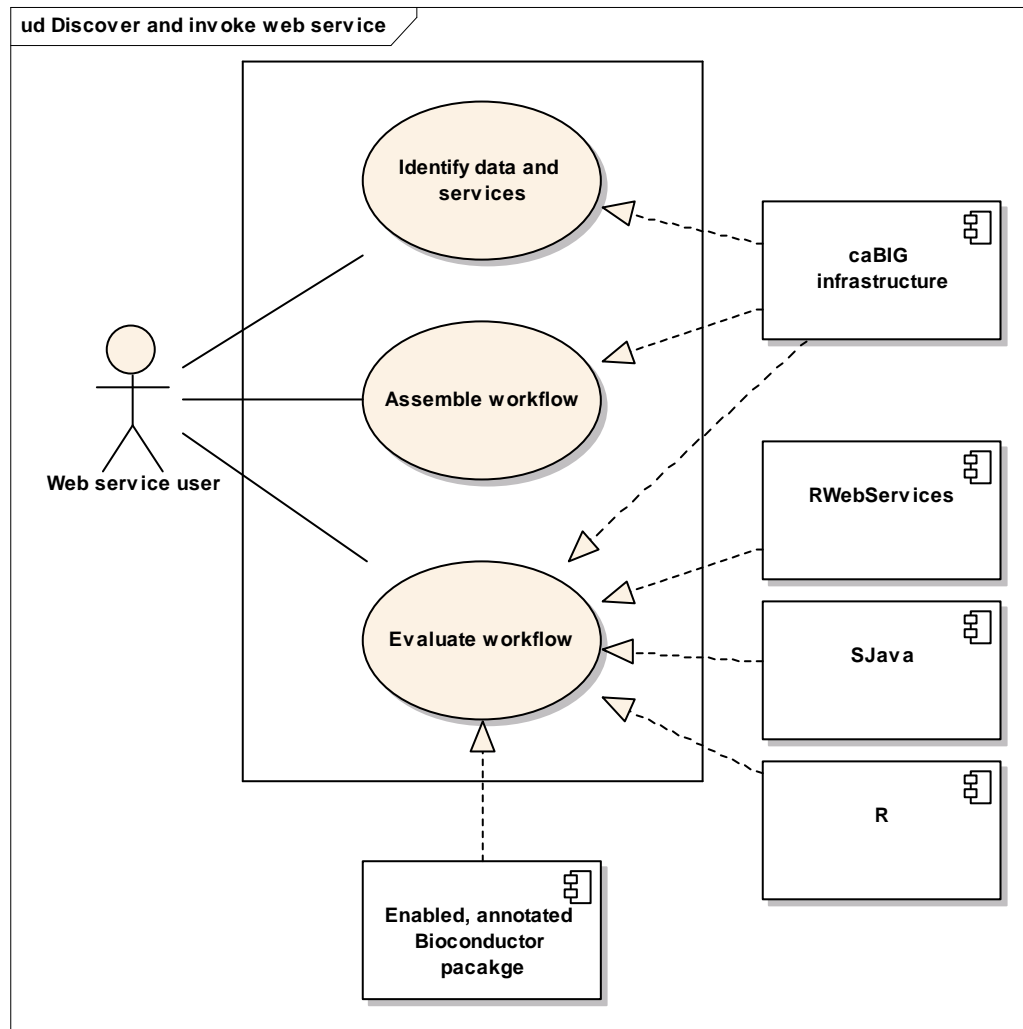 ud Discover and invoke web service
Identify data and
services
caBIG
infrastructure
Assemble workflow
Web service user
RWebServices
Evaluate workflow
SJava
R
Enabled, annotated
Bioconductor
pacakge